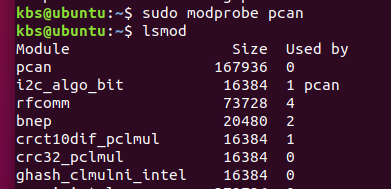 kbs@ubuntu:~$ sudo modprobe pcan
kbs@ubuntu:~$ lsmod
Module                  Size  Used by
pcan                  167936  0
i2c_algo_bit           16384  1 pcan
rfcomm                 73728  4
bnep                   20480  2
crct10dif_pclmul       16384  1
crc32_pclmul           16384  0
ghash_clmulni_intel    16384  0